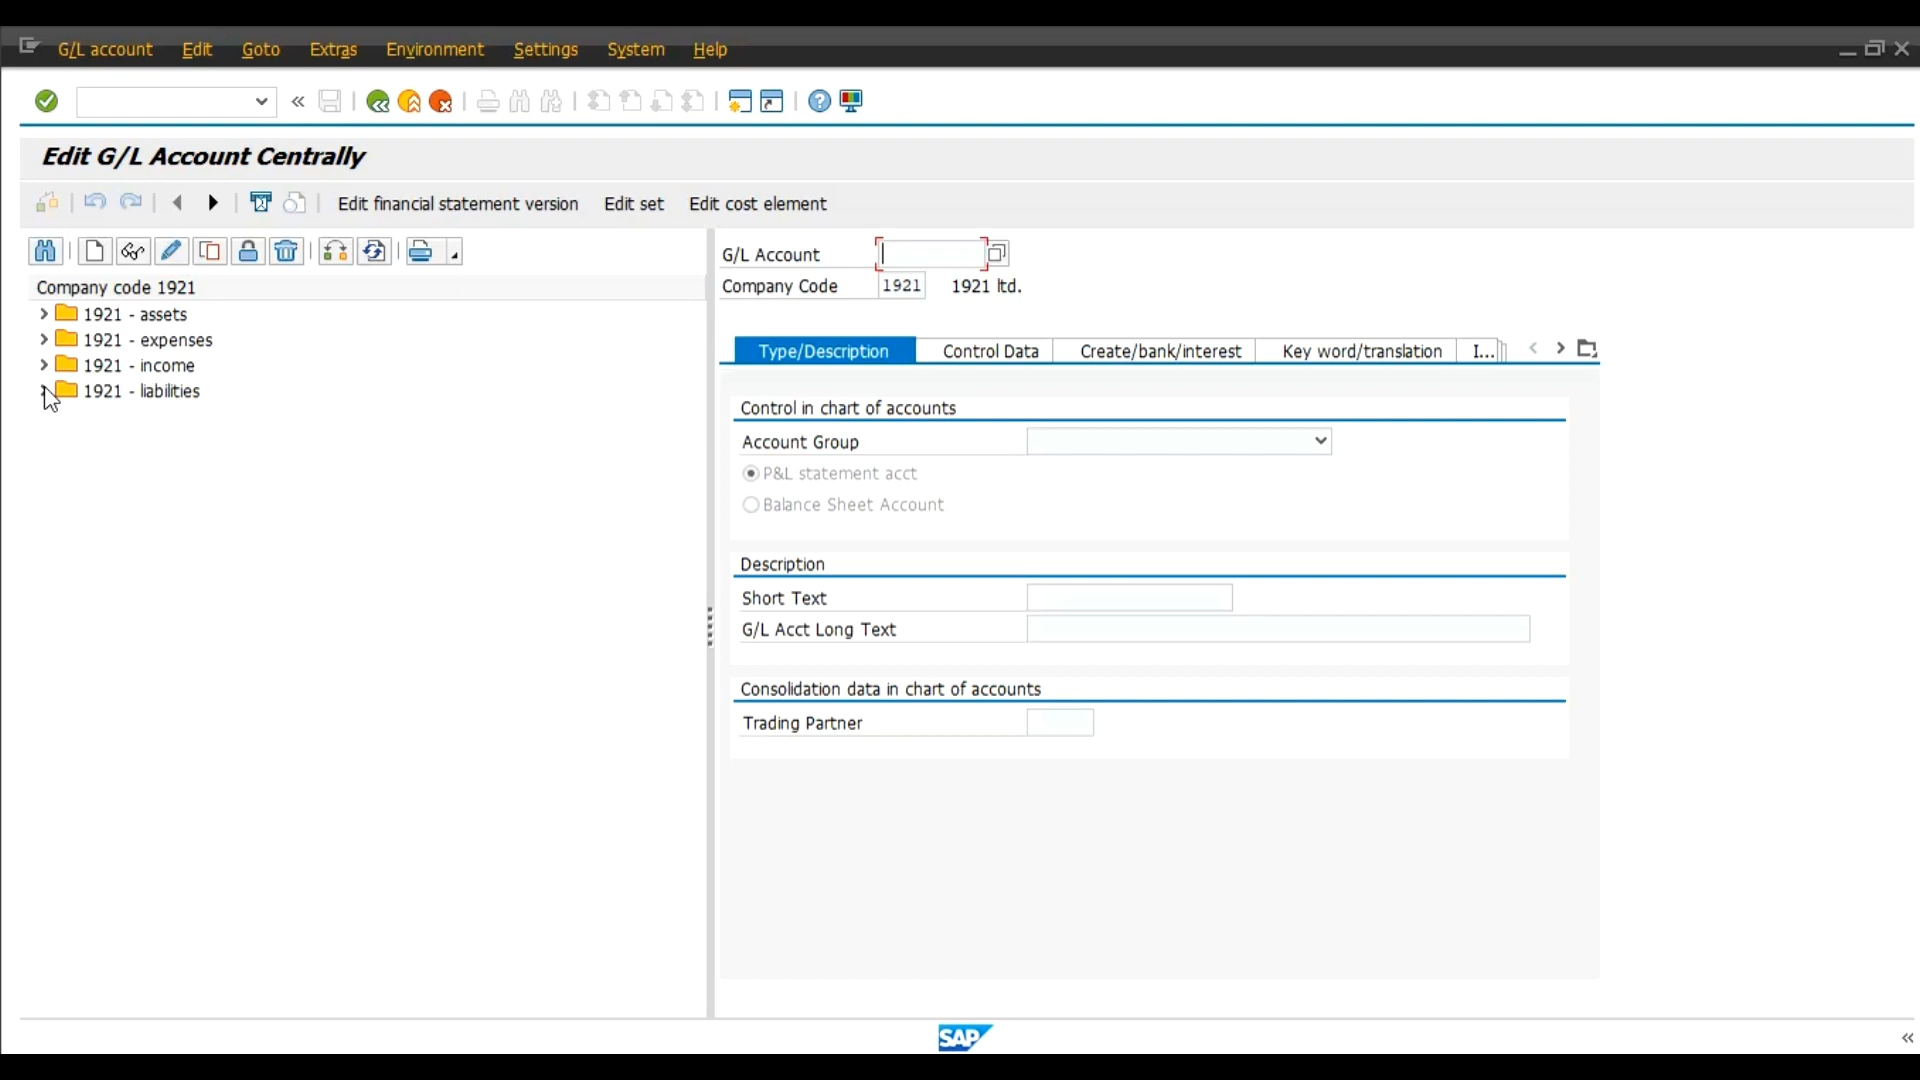 G/L account Edit Goto Extras Environment Settings System Help
Edit G/L Account Centrally
Edit financial statement version Edit set Edit cost element
Company code 1921
1921 - assets
1921 - expenses
1921 - income
1921 - liabilities
G/L Account
Company Code 1921 1921 ltd.
Type/Description Control Data Create/bank/interest Key word/translation I...
Control in chart of accounts
Account Group
P&L statement acct
Balance Sheet Account
Description
Short Text
G/L Acct Long Text
Consolidation data in chart of accounts
Trading Partner
SAP